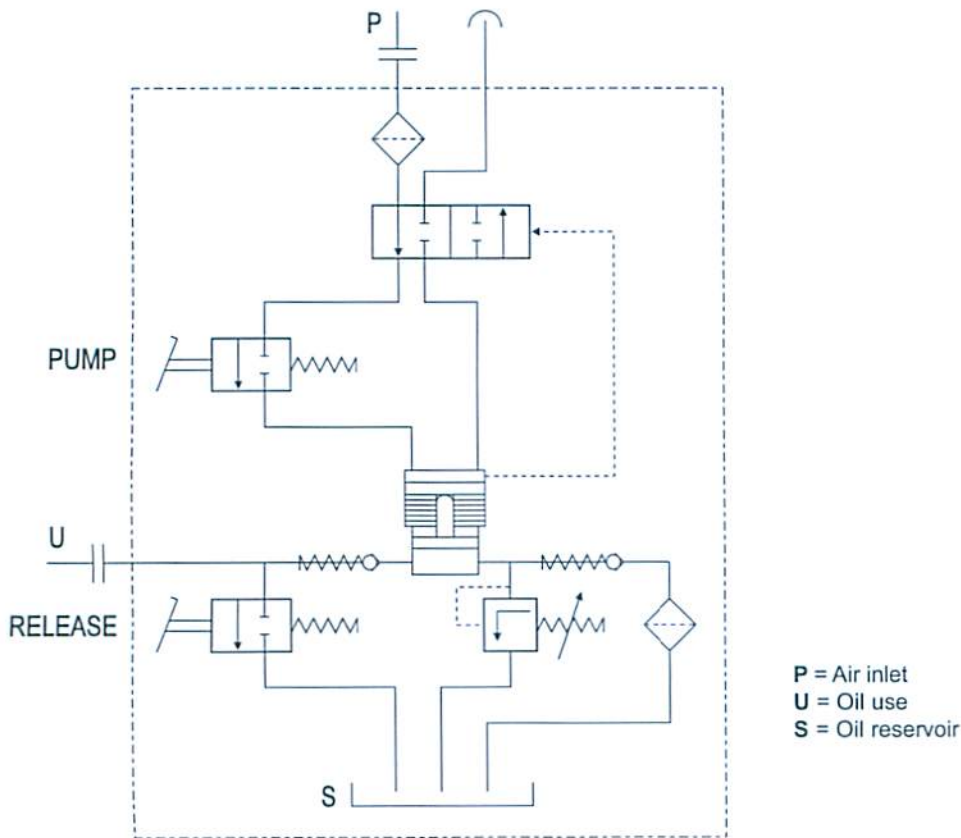 P
PUMP
U
RELEASE
P = Air inlet
U = Oil use
S = Oil reservoir
S